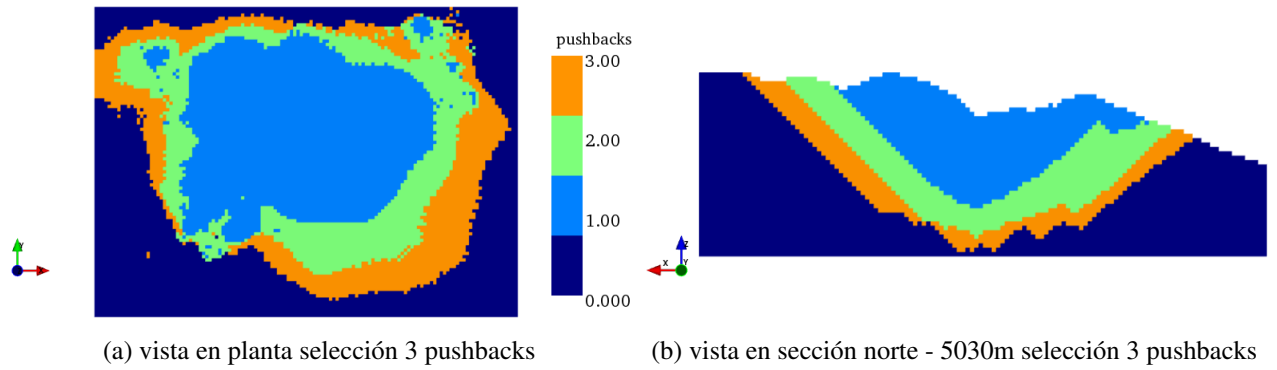 pushbacks
3.00
2.00
1.00
0.000
Y
X
Z
Y
(a) vista en planta selección 3 pushbacks
(b) vista en sección norte - 5030m selección 3 pushbacks